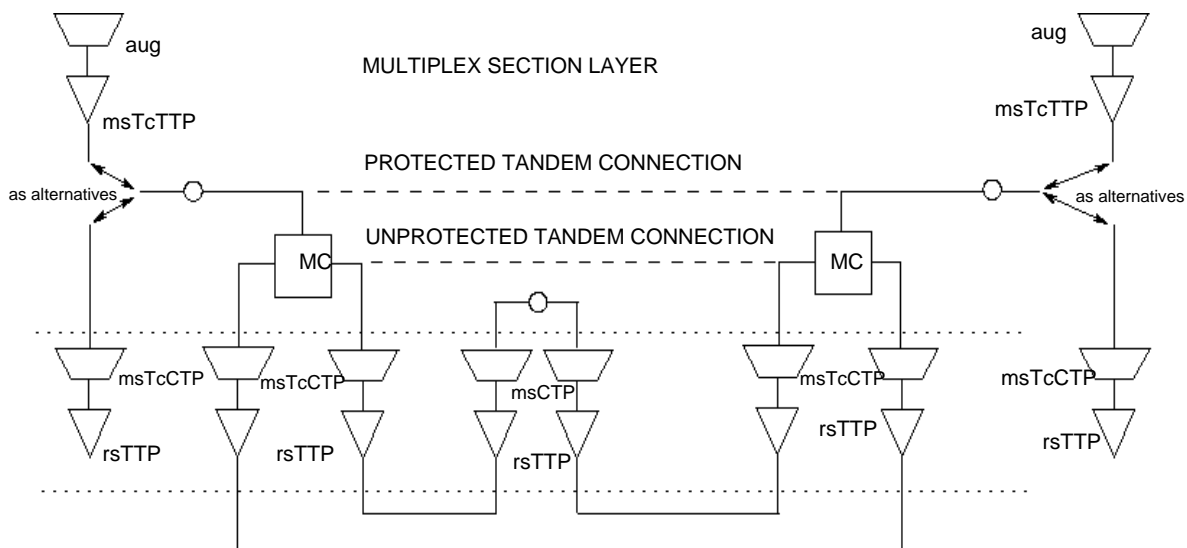 aug
aug
MULTIPLEX SECTION LAYER
msTcTTP
msTcTTP
PROTECTED TANDEM CONNECTION
as alternatives
as alternatives
UNPROTECTED TANDEM CONNECTION
MC
MC
msTcCTP
msTcCTP
msCTP
msTcCTP
msTcCTP
rsTTP
rsTTP
rsTTP
rsTTP
rsTTP